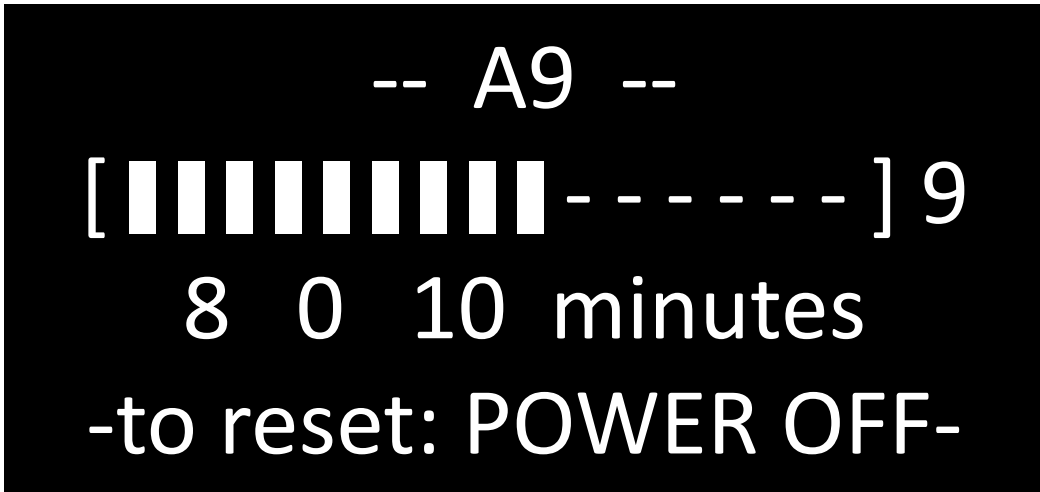 -- A9 --
[▮▮▮▮▮▮▮▮▮------] 9
8 0 10 minutes
-to reset: POWER OFF-